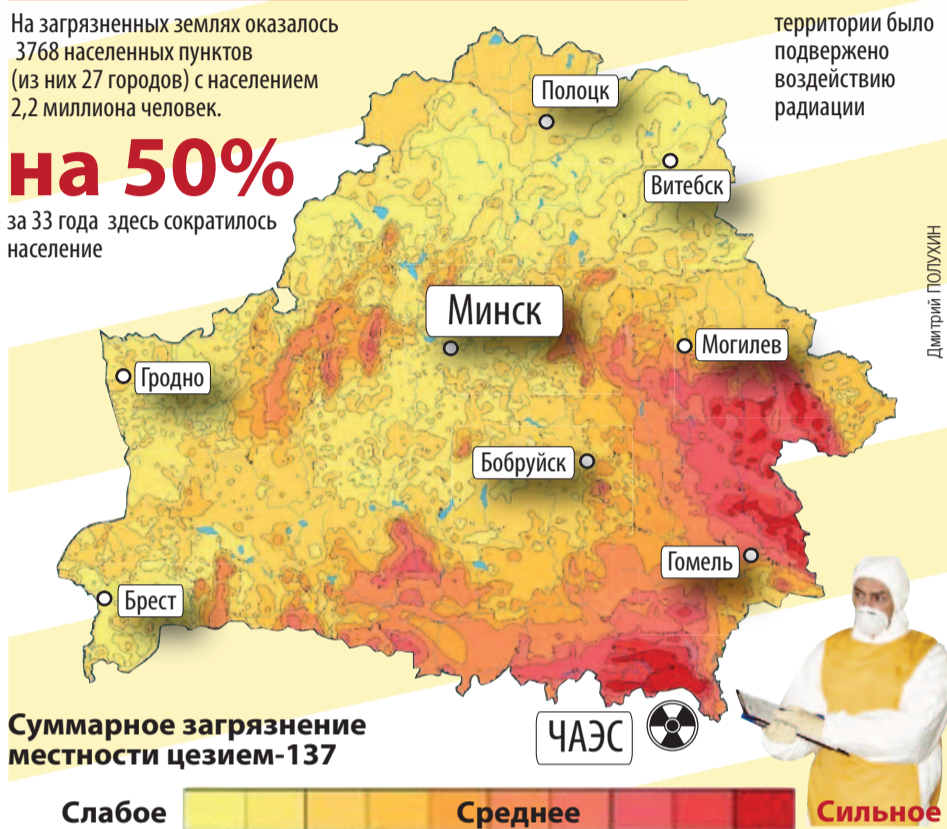 На загрязненных землях оказалось
3768 населенных пунктов
(из них 27 городов) с населением
2,2 миллиона человек.
на 50%
за 33 года здесь сократилось
население
территории было
подвержено
воздействию
радиации
Полоцк
Витебск
Минск
Могилев
Гродно
Бобруйск
Гомель
Брест
ЧАЭС
Дмитрий ПОЛУХИН
Суммарное загрязнение
местности цезием-137
Слабое Среднее Сильное